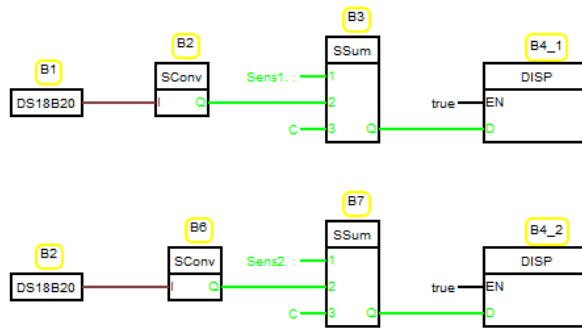 B3
B2
B4_1
B1
SConv
SSum
DISP
Sens1. : 1
DS18B20 I Q 2 true EN
C 3 Q D
B7
B6
B4_2
B2
SSum
SConv
DISP
Sens2. : 1
DS18B20 I Q 2 true EN
C 3 Q D